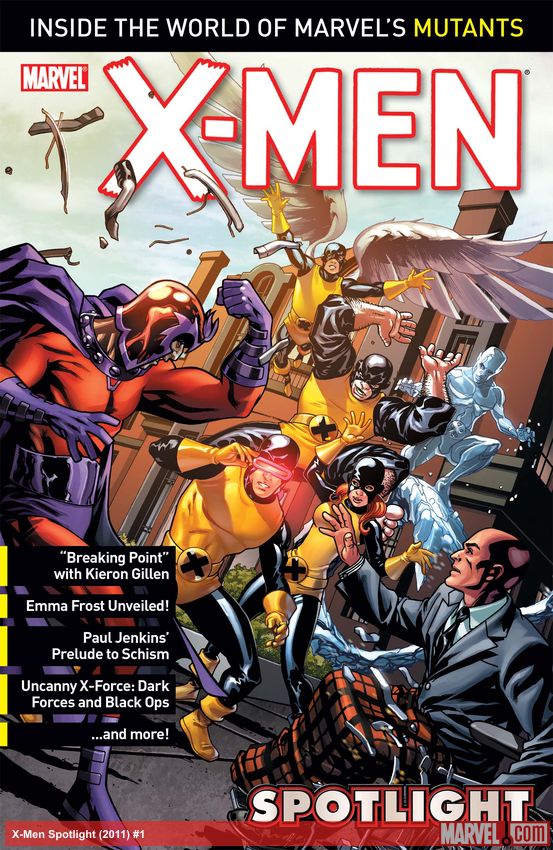 INSIDE THE WORLD OF MARVEL'S MUTANTS
MARVEL
X-MEN
®
"Breaking Point"
with Kieron Gillen
Emma Frost Unveiled!
Paul Jenkins'
Prelude to Schism
Uncanny X-Force: Dark
Forces and Black Ops
...and more!
SPOTLIGHT
X-Men Spotlight (2011) #1
MARVEL.com